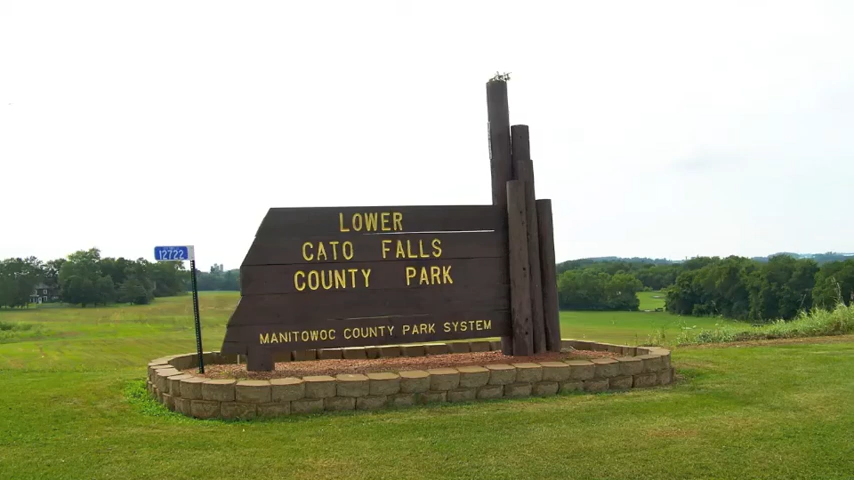 LOWER
CATO FALLS
COUNTY PARK
MANITOWOC COUNTY PARK SYSTEM
12722